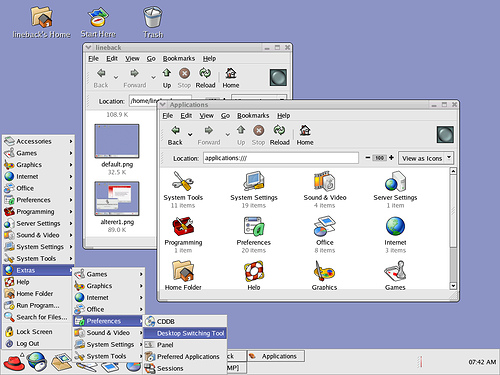 lineback's Home
Start Here
Trash
lineback
File Edit View Go Bookmarks Help
Back Forward Up Stop Reload Home
Location: /home/lin
108.9 K
default.png
32.5 K
alterer1.png
89.0 K
Applications
File Edit View Go Bookmarks Help
Back Forward Up Stop Reload Home
Location: applications:/// 100 View as Icons
System Tools
11 items
System Settings
19 items
Sound & Video
4 items
Server Settings
1 item
Programming
1 item
Preferences
20 items
Office
8 items
Internet
3 items
Home Folder
Help
Graphics
Games
Accessories
Games
Graphics
Internet
Office
Preferences
Programming
Server Settings
Sound & Video
System Settings
System Tools
Extras
Help
Home Folder
Run Program...
Search for Files...
Lock Screen
Log Out
Games
Graphics
Internet
Office
Preferences
Sound & Video
System Settings
System Tools
CDDB
Desktop Switching Tool
Panel
Preferred Applications
Sessions
ck
Applications
MP]
07:42 AM